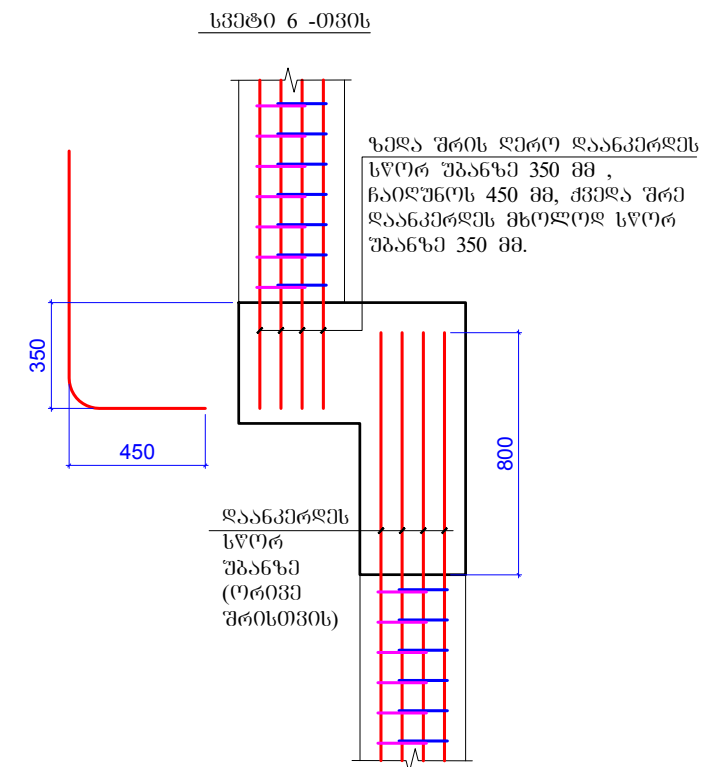 სვეტი 6 -თვის
ზედა შრის ღერო დაანკერდეს
სწორ უბანზე 350 მმ ,
ჩაიღუნოს 450 მმ, ქვედა შრე
დაანკერდეს მხოლოდ სწორ
უბანზე 350 მმ.
350
450
800
დაანკერდეს
სწორ
უბანზე
(ორივე
შრისთვის)